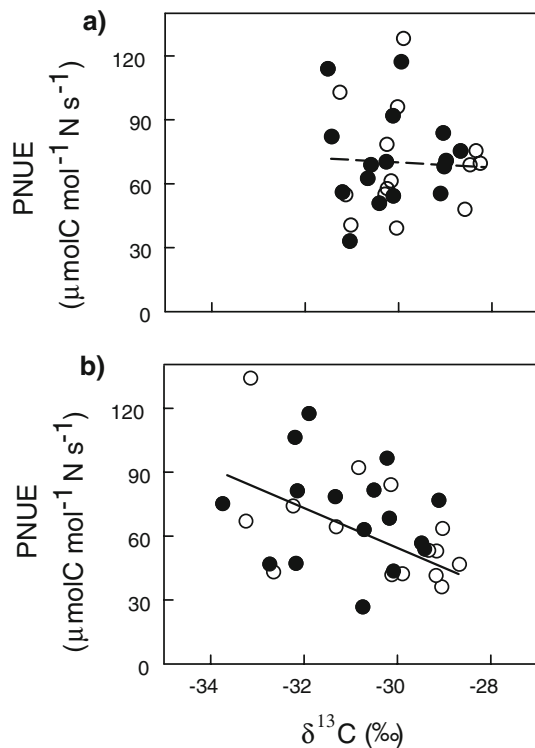 a)
PNUE
(μmolC mol⁻¹ N s⁻¹)
120
90
60
30
0
b)
PNUE
(μmolC mol⁻¹ N s⁻¹)
120
90
60
30
0
-34 -32 -30 -28
δ¹³C (‰)